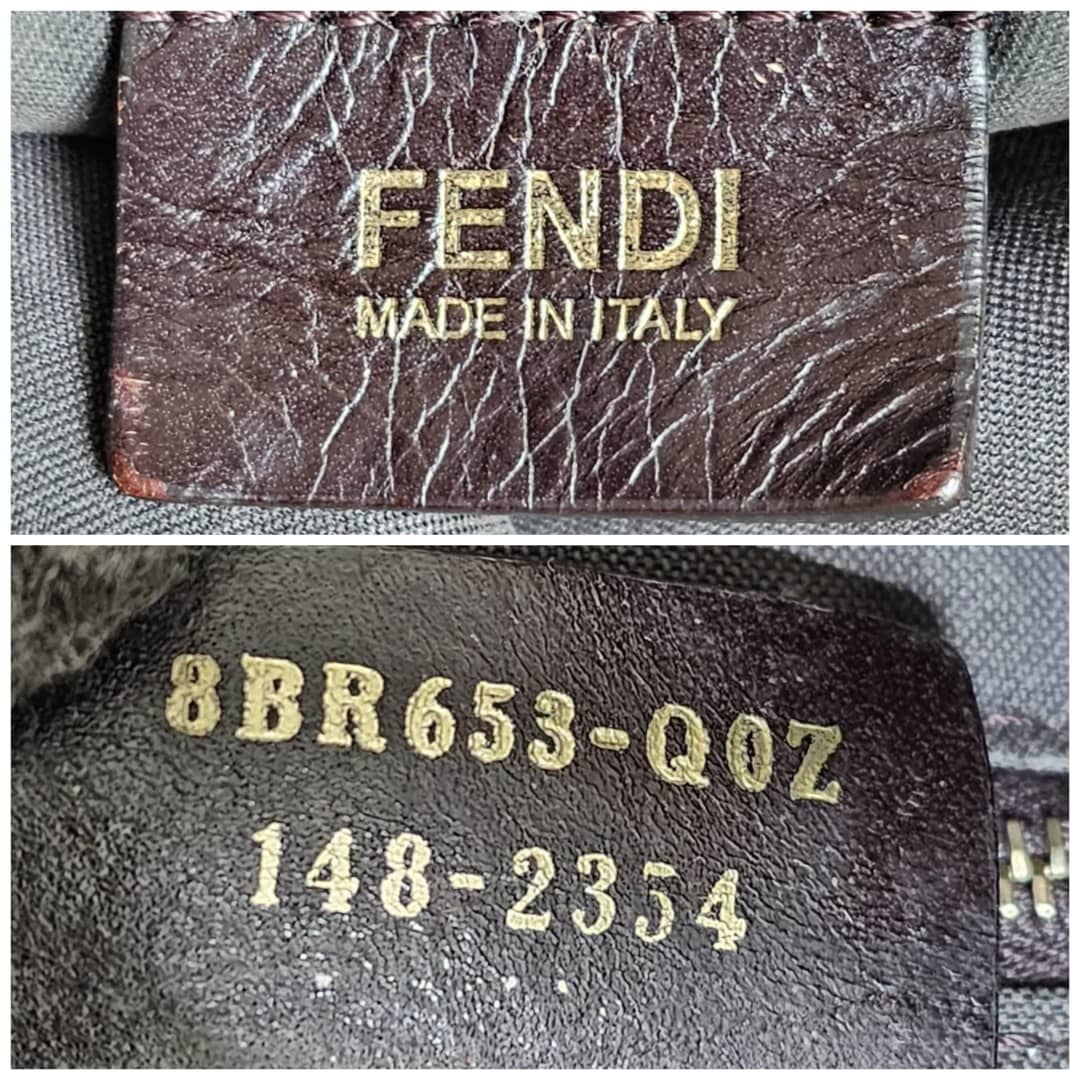 FENDI
MADE IN ITALY
8BR653-Q0Z
148-2354